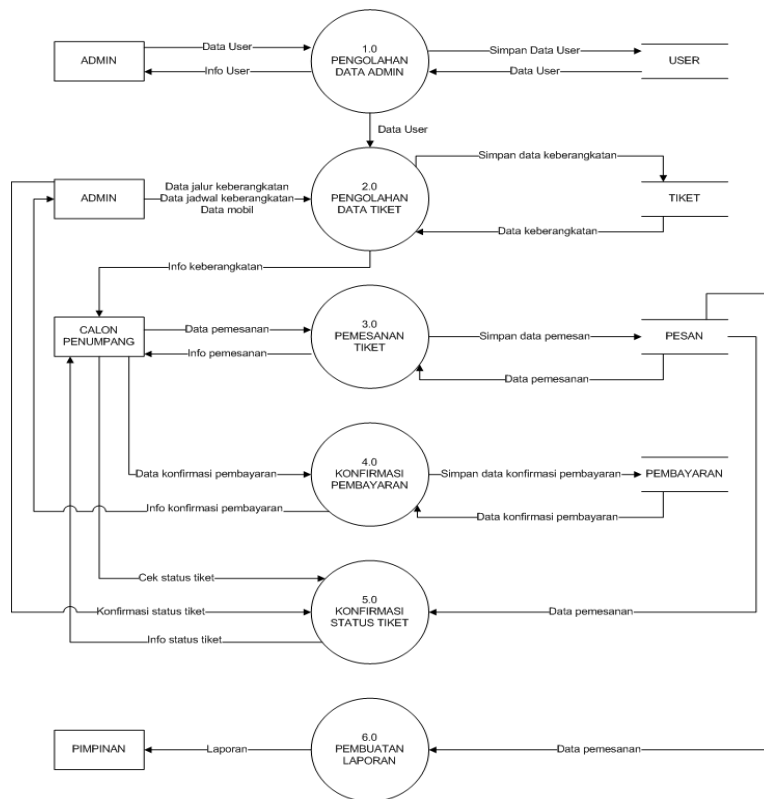 ADMIN
Data User
Info User
1.0
PENGOLAHAN
DATA ADMIN
Simpan Data User
Data User
USER
Data User
ADMIN
Data jalur keberangkatan
Data jadwal keberangkatan
Data mobil
2.0
PENGOLAHAN
DATA TIKET
Simpan data keberangkatan
Data keberangkatan
TIKET
Info keberangkatan
CALON
PENUMPANG
Data pemesanan
Info pemesanan
3.0
PEMESANAN
TIKET
Simpan data pemesan
Data pemesanan
PESAN
Data konfirmasi pembayaran
Info konfirmasi pembayaran
4.0
KONFIRMASI
PEMBAYARAN
Simpan data konfirmasi pembayaran
Data konfirmasi pembayaran
PEMBAYARAN
Cek status tiket
Konfirmasi status tiket
Info status tiket
5.0
KONFIRMASI
STATUS TIKET
Data pemesanan
PIMPINAN
Laporan
6.0
PEMBUATAN
LAPORAN
Data pemesanan